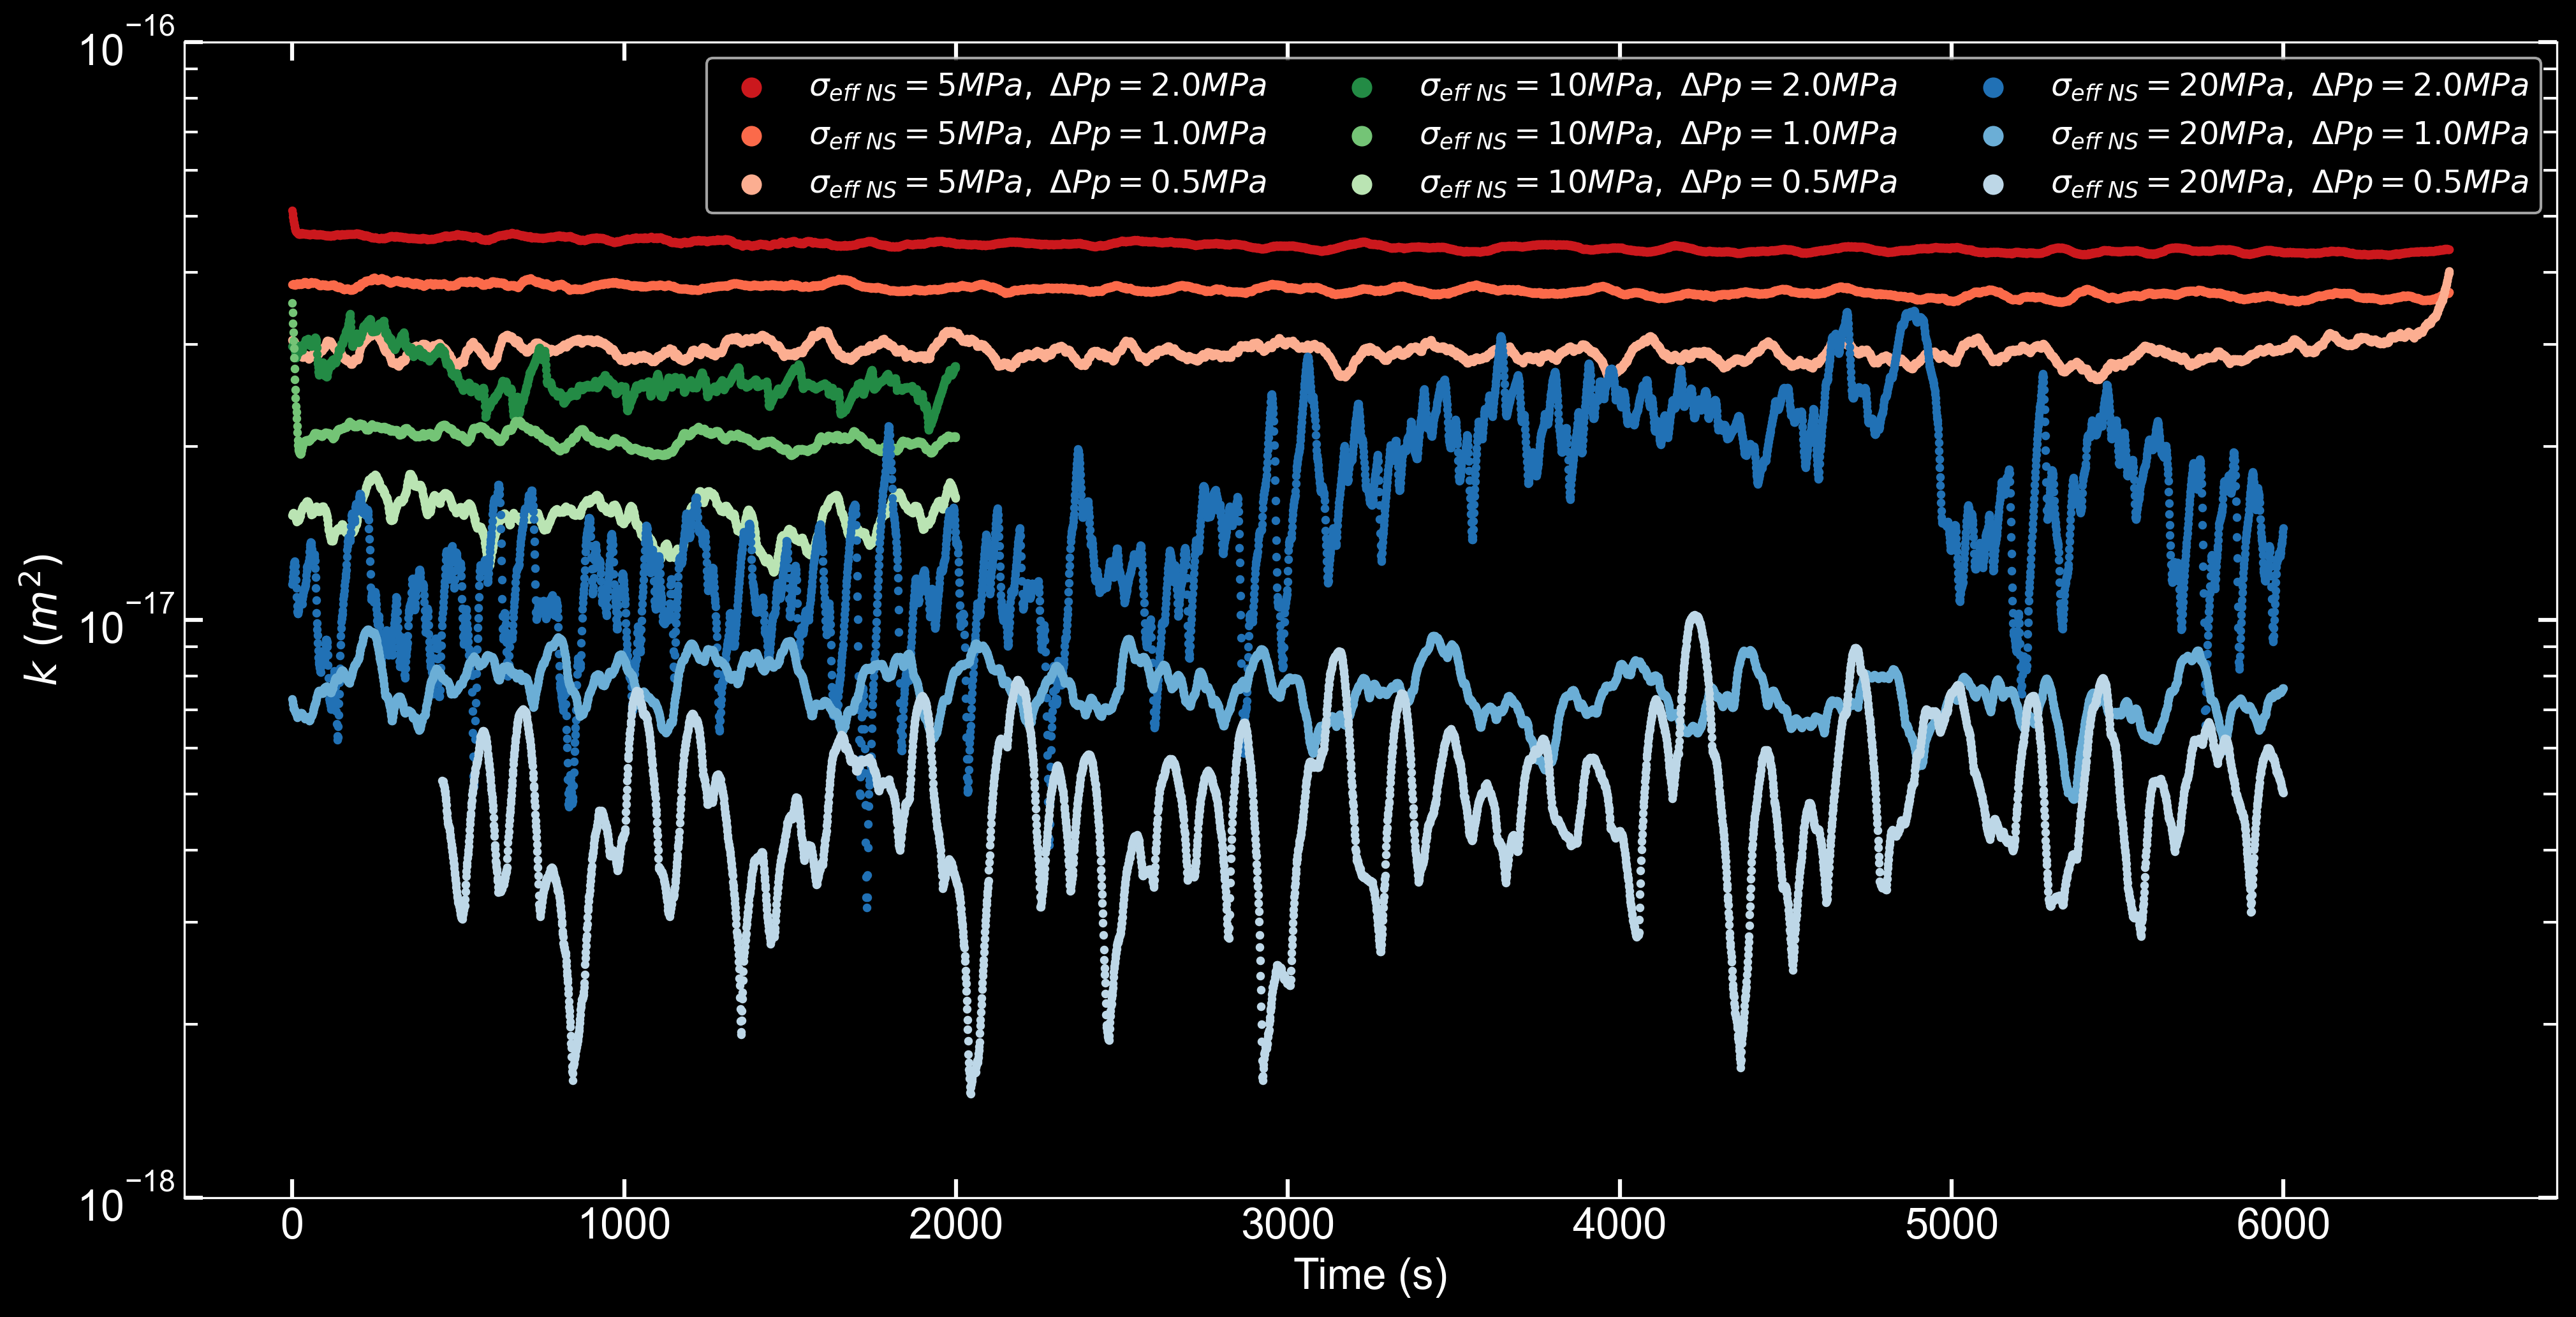 10⁻¹⁶
σeff NS = 5MPa, ΔPp = 2.0MPa
σeff NS = 5MPa, ΔPp = 1.0MPa
σeff NS = 5MPa, ΔPp = 0.5MPa
σeff NS = 10MPa, ΔPp = 2.0MPa
σeff NS = 10MPa, ΔPp = 1.0MPa
σeff NS = 10MPa, ΔPp = 0.5MPa
σeff NS = 20MPa, ΔPp = 2.0MPa
σeff NS = 20MPa, ΔPp = 1.0MPa
σeff NS = 20MPa, ΔPp = 0.5MPa
k (m²)
10⁻¹⁷
10⁻¹⁸
0 1000 2000 3000 4000 5000 6000
Time (s)